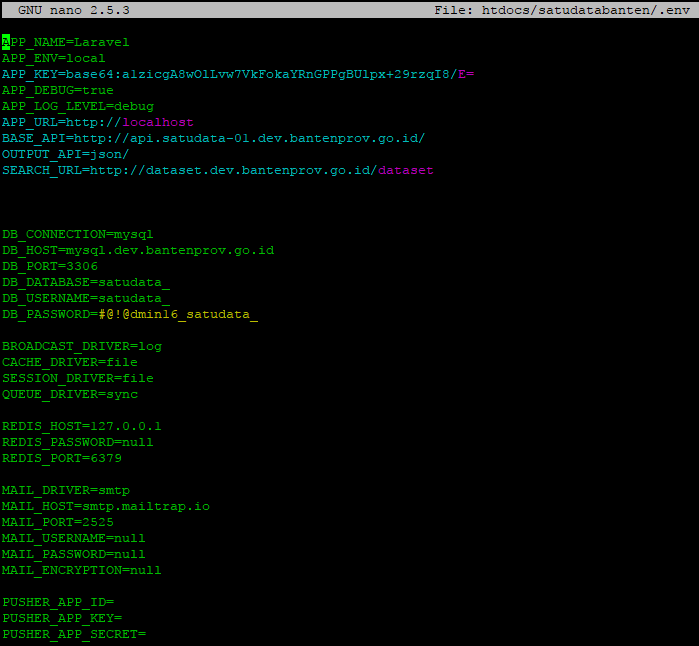 GNU nano 2.5.3 File: htdocs/satudatabanten/.env
APP_NAME=Laravel
APP_ENV=local
APP_KEY=base64:a1zicgA8wOlLvw7VkFokaYRnGPPgBUlpx+29rzqI8/E=
APP_DEBUG=true
APP_LOG_LEVEL=debug
APP_URL=http://localhost
BASE_API=http://api.satudata-01.dev.bantenprov.go.id/
OUTPUT_API=json/
SEARCH_URL=http://dataset.dev.bantenprov.go.id/dataset
DB_CONNECTION=mysql
DB_HOST=mysql.dev.bantenprov.go.id
DB_PORT=3306
DB_DATABASE=satudata_
DB_USERNAME=satudata_
DB_PASSWORD=#@!@dmin16_satudata_
BROADCAST_DRIVER=log
CACHE_DRIVER=file
SESSION_DRIVER=file
QUEUE_DRIVER=sync
REDIS_HOST=127.0.0.1
REDIS_PASSWORD=null
REDIS_PORT=6379
MAIL_DRIVER=smtp
MAIL_HOST=smtp.mailtrap.io
MAIL_PORT=2525
MAIL_USERNAME=null
MAIL_PASSWORD=null
MAIL_ENCRYPTION=null
PUSHER_APP_ID=
PUSHER_APP_KEY=
PUSHER_APP_SECRET=